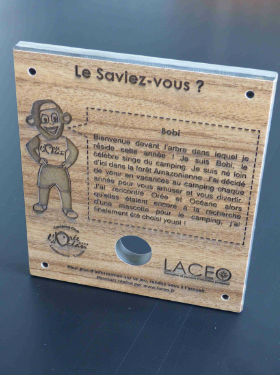 Le Saviez-vous ?
Bobi
Bienvenue devant l'arbre dans lequel je
réside cette année ! Je suis Bobi, le
célèbre singe du camping. Je suis né loin
d'ici dans la forêt Amazonienne. J'ai décidé
de venir en vacances au camping chaque
année pour vous amuser et vous divertir.
J'ai rencontré Orée et Océane alors
qu'elles étaient à la recherche
d'une mascotte pour le camping, j'ai
finalement été choisi
LACEO